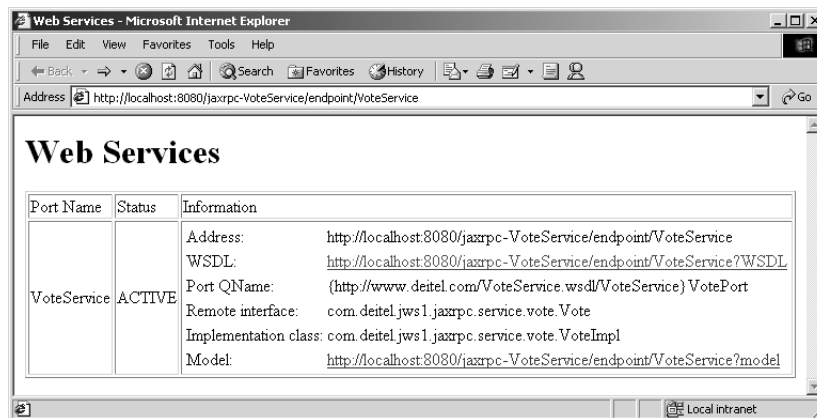 Web Services - Microsoft Internet Explorer
File Edit View Favorites Tools Help
Back Search Favorites History
Address http://localhost:8080/jaxrpc-VoteService/endpoint/VoteService Go
Web Services
Port Name Status Information
VoteService ACTIVE
Address: http://localhost:8080/jaxrpc-VoteService/endpoint/VoteService
WSDL: http://localhost:8080/jaxrpc-VoteService/endpoint/VoteService?WSDL
Port QName: {http://www.deitel.com/VoteService.wsdl/VoteService}VotePort
Remote interface: com.deitel.jws1.jaxrpc.service.vote.Vote
Implementation class: com.deitel.jws1.jaxrpc.service.vote.VoteImpl
Model: http://localhost:8080/jaxrpc-VoteService/endpoint/VoteService?model
Local intranet